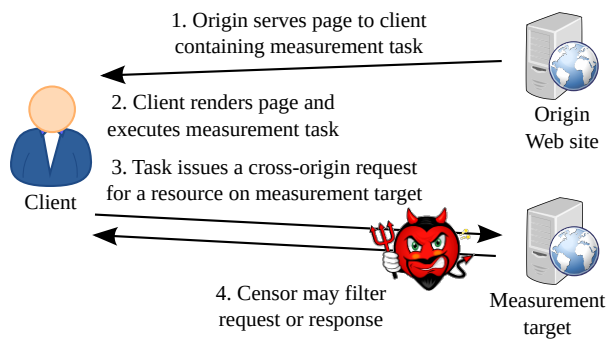 1. Origin serves page to client
containing measurement task
2. Client renders page and
executes measurement task
Origin
Web site
3. Task issues a cross-origin request
for a resource on measurement target
Client
4. Censor may filter
request or response
Measurement
target